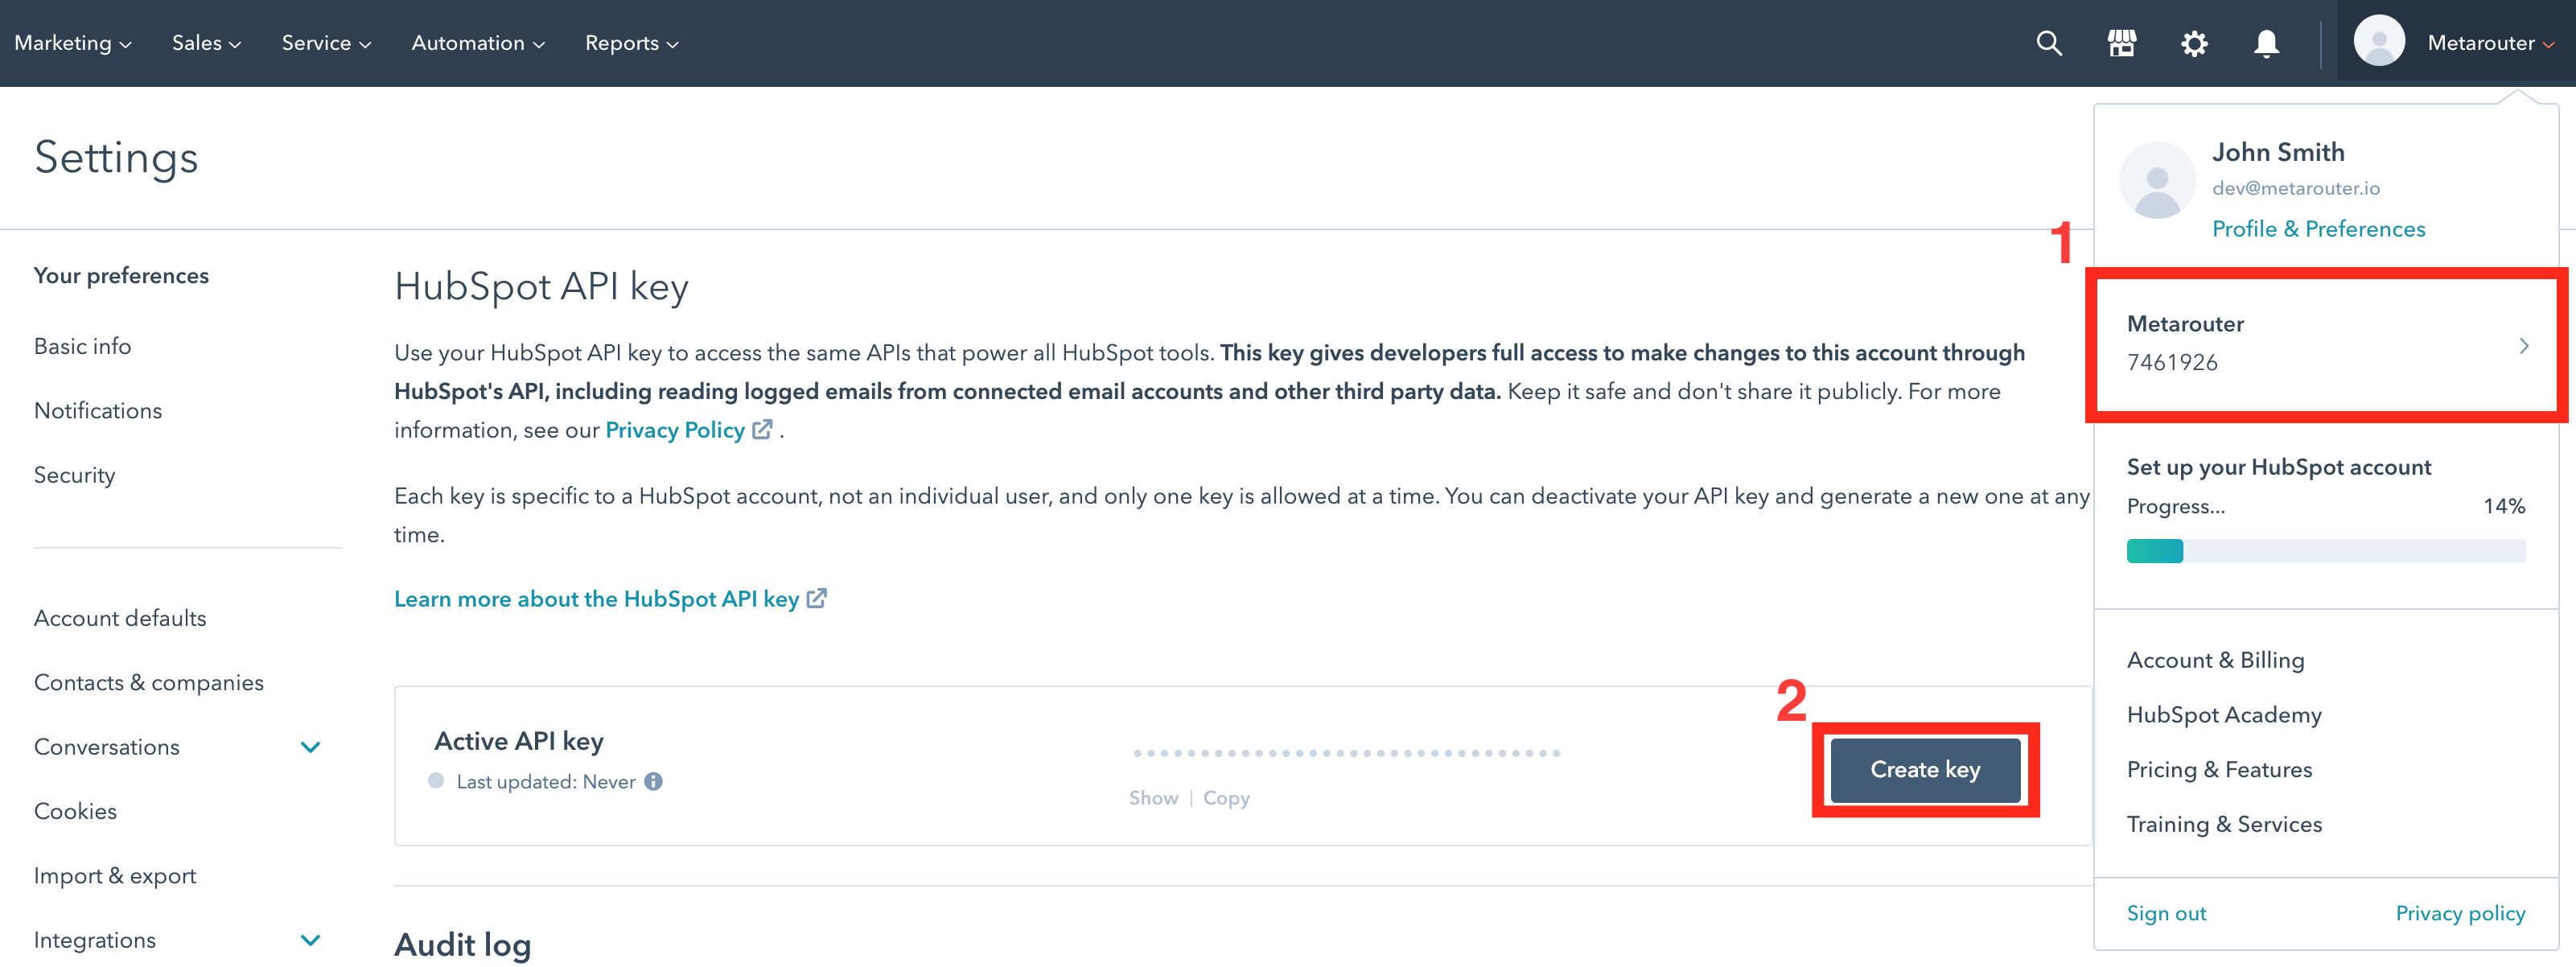 Marketing Sales Service Automation Reports Metarouter
Settings
Your preferences
Basic info
Notifications
Security
Account defaults
Contacts & companies
Conversations
Cookies
Import & export
Integrations
HubSpot API key
Use your HubSpot API key to access the same APIs that power all HubSpot tools. This key gives developers full access to make changes to this account through
HubSpot's API, including reading logged emails from connected email accounts and other third party data. Keep it safe and don't share it publicly. For more
information, see our Privacy Policy .
Each key is specific to a HubSpot account, not an individual user, and only one key is allowed at a time. You can deactivate your API key and generate a new one at any
time.
Learn more about the HubSpot API key
Active API key
Last updated: Never
Show | Copy
2
Create key
Audit log
John Smith
dev@metarouter.io
Profile & Preferences
1
Metarouter
7461926
Set up your HubSpot account
Progress... 14%
Account & Billing
HubSpot Academy
Pricing & Features
Training & Services
Sign out Privacy policy